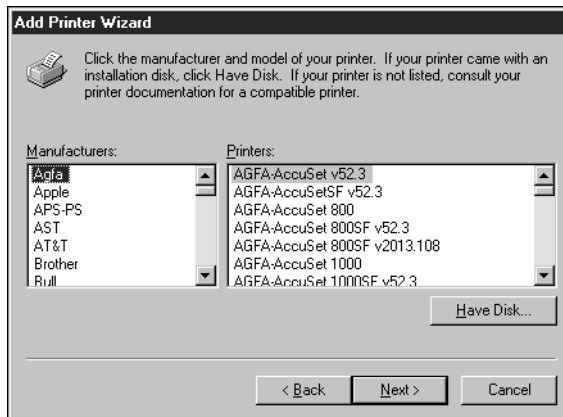 Add Printer Wizard
Click the manufacturer and model of your printer. If your printer came with an
installation disk, click Have Disk. If your printer is not listed, consult your
printer documentation for a compatible printer.
Manufacturers:
Agfa
Apple
APS-PS
AST
AT&T
Brother
Bull
Printers:
AGFA-AccuSet v52.3
AGFA-AccuSetSF v52.3
AGFA-AccuSet 800
AGFA-AccuSet 800SF v52.3
AGFA-AccuSet 800SF v2013.108
AGFA-AccuSet 1000
AGFA-AccuSet 1000SF v52.3
Have Disk...
< Back
Next >
Cancel